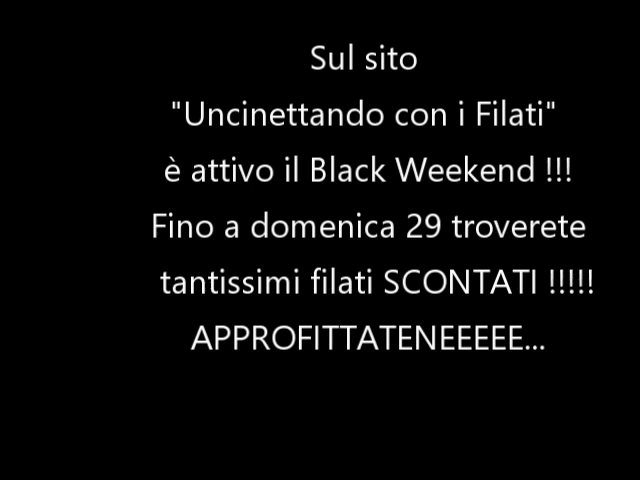 Sul sito
"Uncinettando con i Filati"
è attivo il Black Weekend !!!
Fino a domenica 29 troverete
tantissimi filati SCONTATI !!!!!
APPROFITTATENEEEEE...